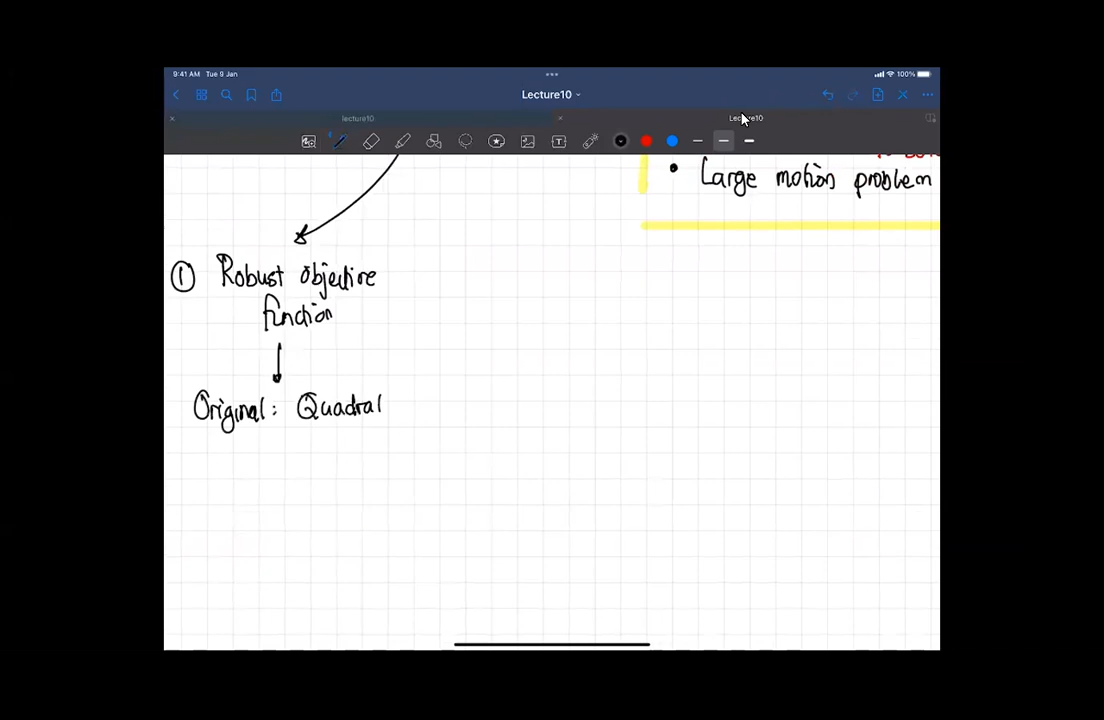 9:41 AM Tue 9 Jan
100%
Lecture10
lecture10
Lecture10
• Large motion problem
① Robust objective
function
Original: Quadral